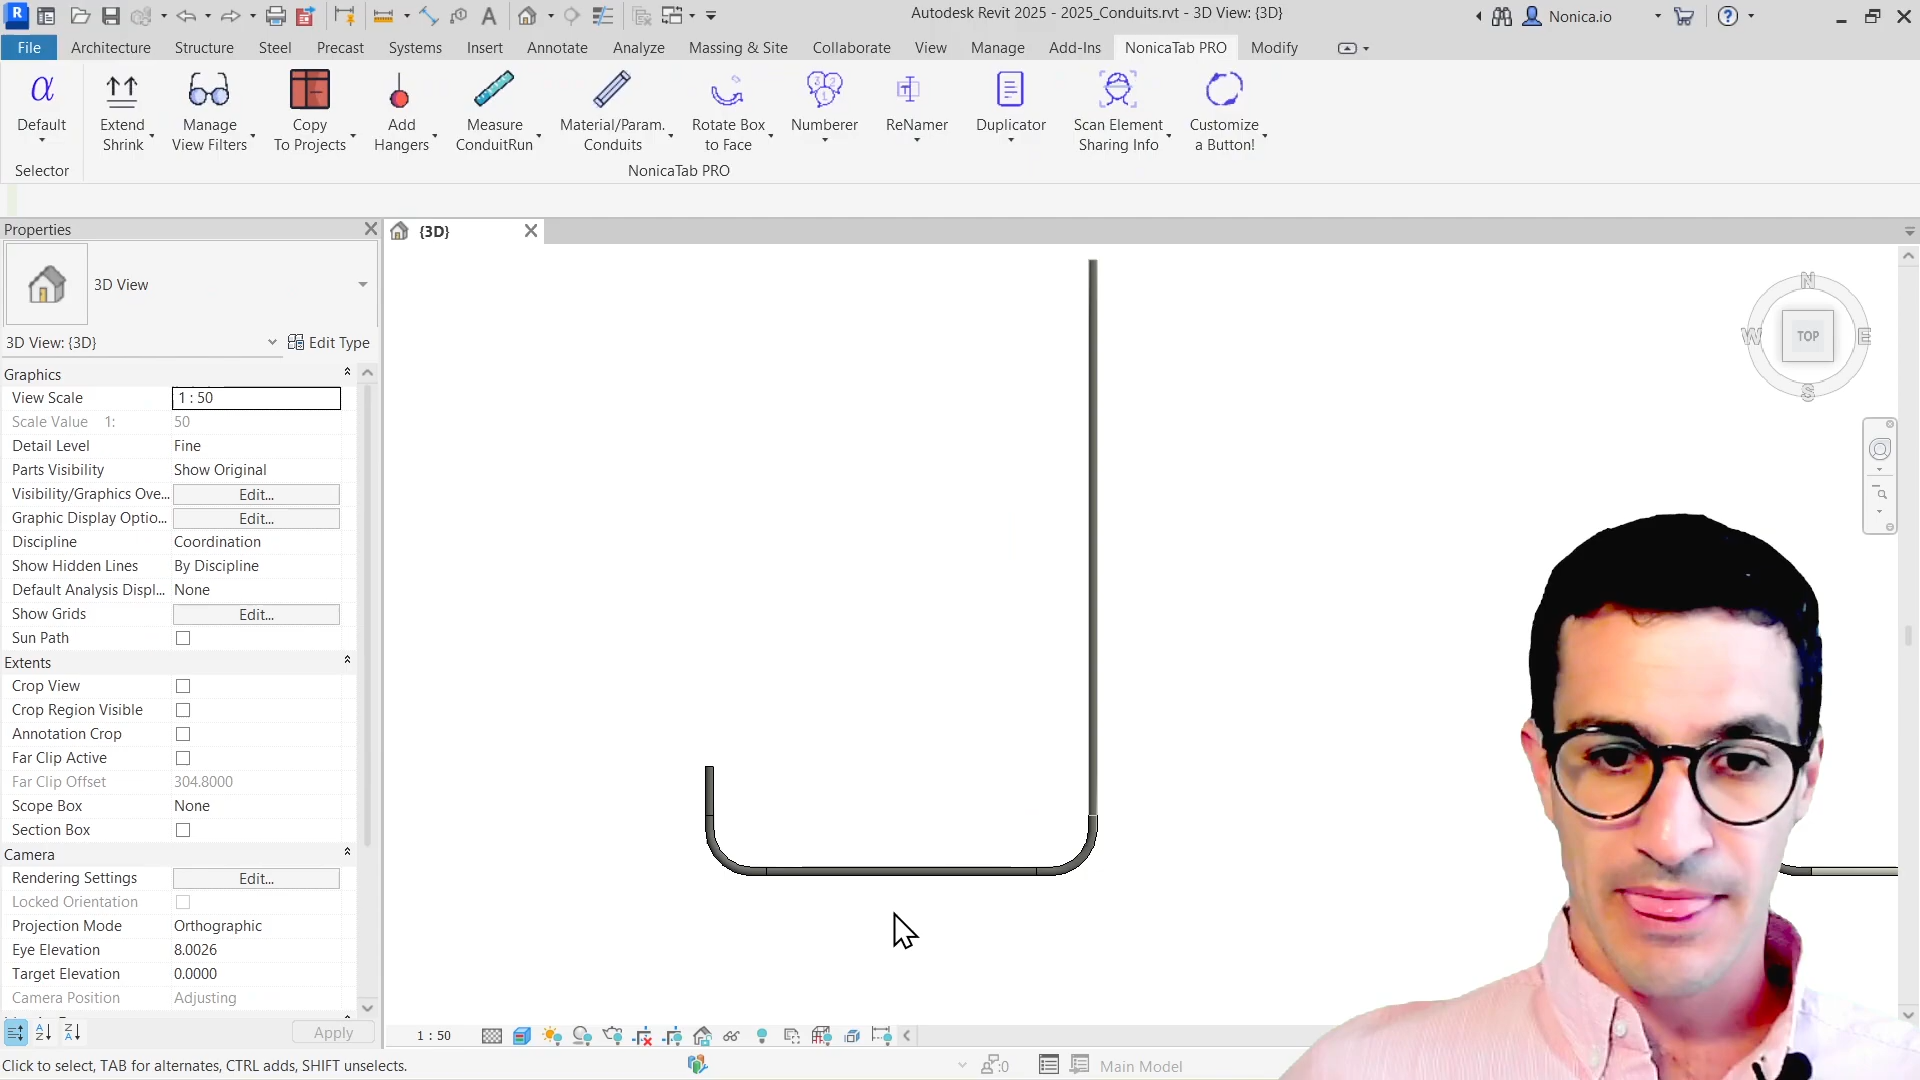 Autodesk Revit 2025 - 2025_Conduits.rvt - 3D View: {3D}
Nonica.io
File Architecture Structure Steel Precast Systems Insert Annotate Analyze Massing & Site Collaborate View Manage Add-Ins NonicaTab PRO Modify
Default
Extend Shrink
Manage View Filters
Copy To Projects
Add Hangers
Measure ConduitRun
Material/Param. Conduits
Rotate Box to Face
Numberer
ReNamer
Duplicator
Scan Element Sharing Info
Customize a Button!
Selector
NonicaTab PRO
Properties
{3D}
3D View
3D View: {3D} Edit Type
Graphics
View Scale 1 : 50
Scale Value 1: 50
Detail Level Fine
Parts Visibility Show Original
Visibility/Graphics Ove... Edit...
Graphic Display Optio... Edit...
Discipline Coordination
Show Hidden Lines By Discipline
Default Analysis Displ... None
Show Grids Edit...
Sun Path
Extents
Crop View
Crop Region Visible
Annotation Crop
Far Clip Active
Far Clip Offset 304.8000
Scope Box None
Section Box
Camera
Rendering Settings Edit...
Locked Orientation
Projection Mode Orthographic
Eye Elevation 8.0026
Target Elevation 0.0000
Camera Position Adjusting
Apply
N
W TOP E
S
1 : 50
Click to select, TAB for alternates, CTRL adds, SHIFT unselects.
:0
Main Model